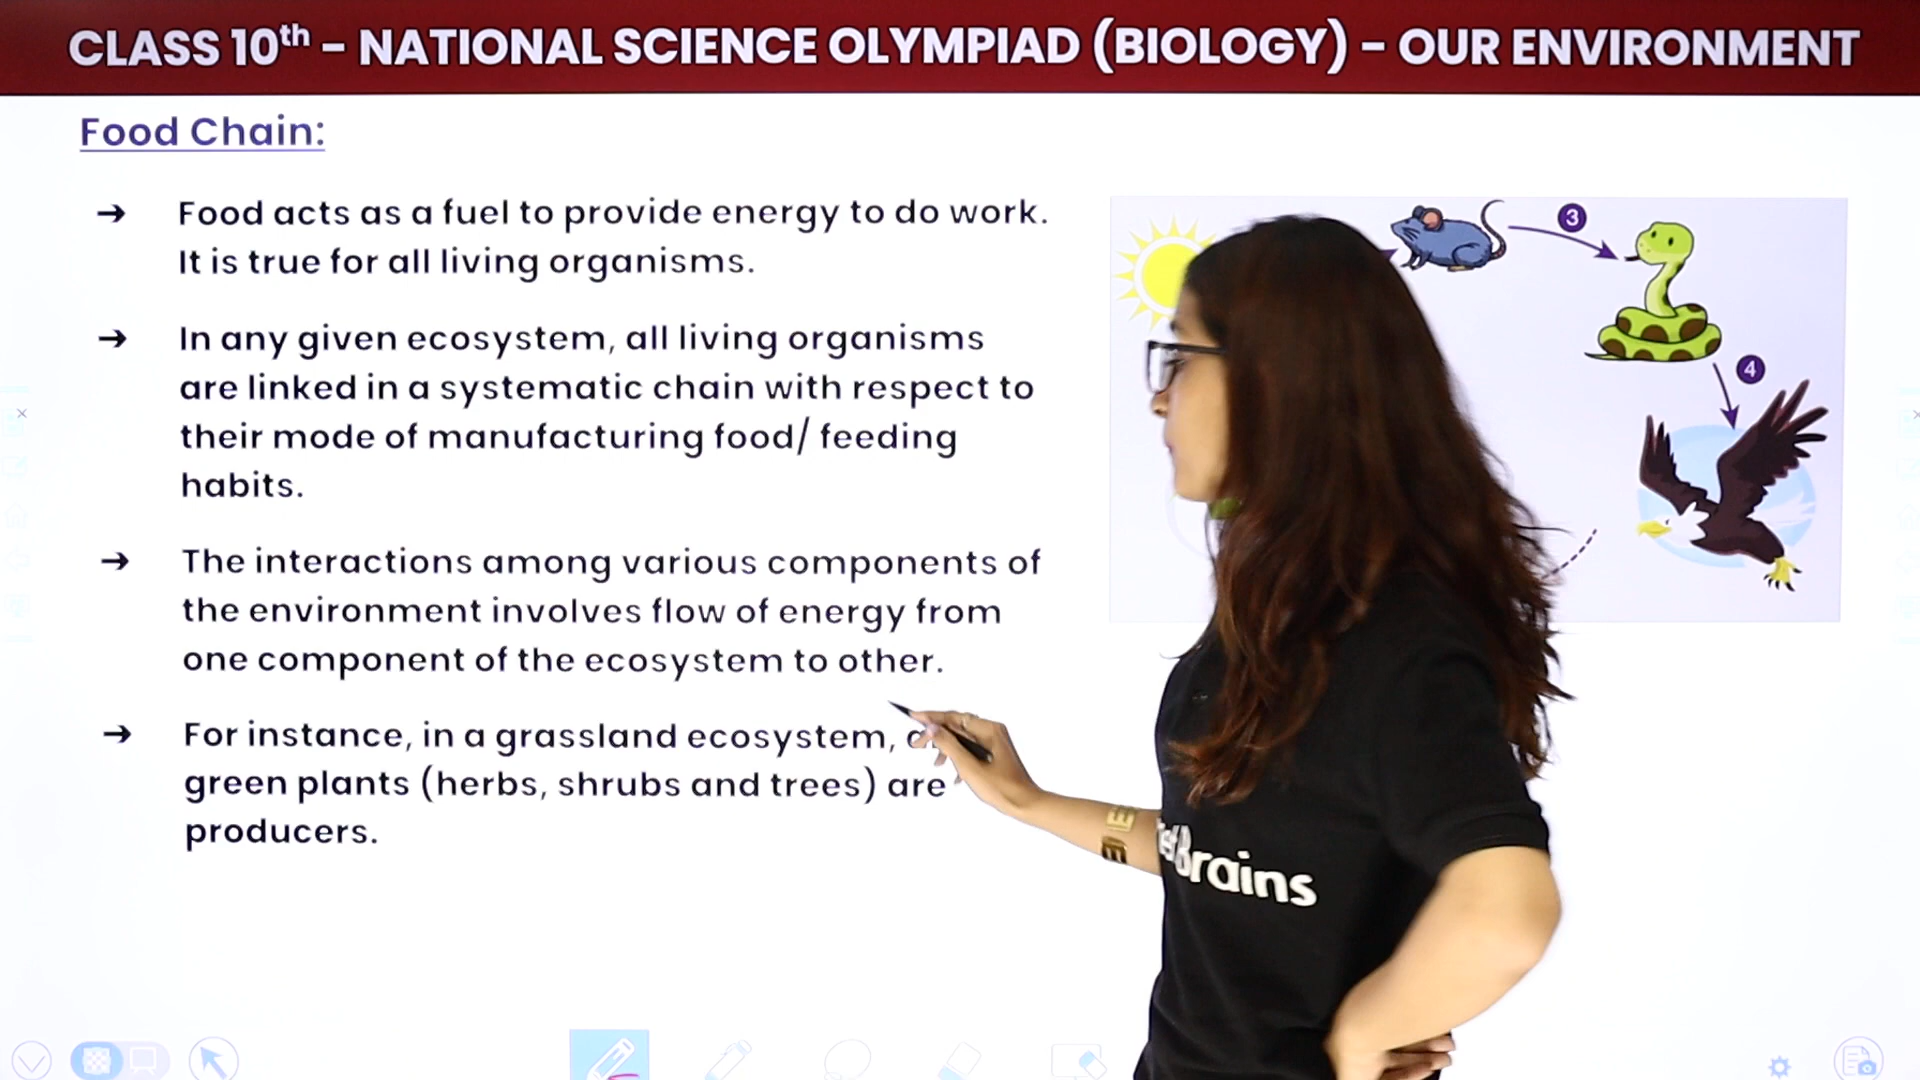 CLASS 10th – NATIONAL SCIENCE OLYMPIAD (BIOLOGY) – OUR ENVIRONMENT
Food Chain:
→ Food acts as a fuel to provide energy to do work.
It is true for all living organisms.
→ In any given ecosystem, all living organisms
are linked in a systematic chain with respect to
their mode of manufacturing food/ feeding
habits.
→ The interactions among various components of
the environment involves flow of energy from
one component of the ecosystem to other.
→ For instance, in a grassland ecosystem,
green plants (herbs, shrubs and trees) are
producers.
3
4
Brains